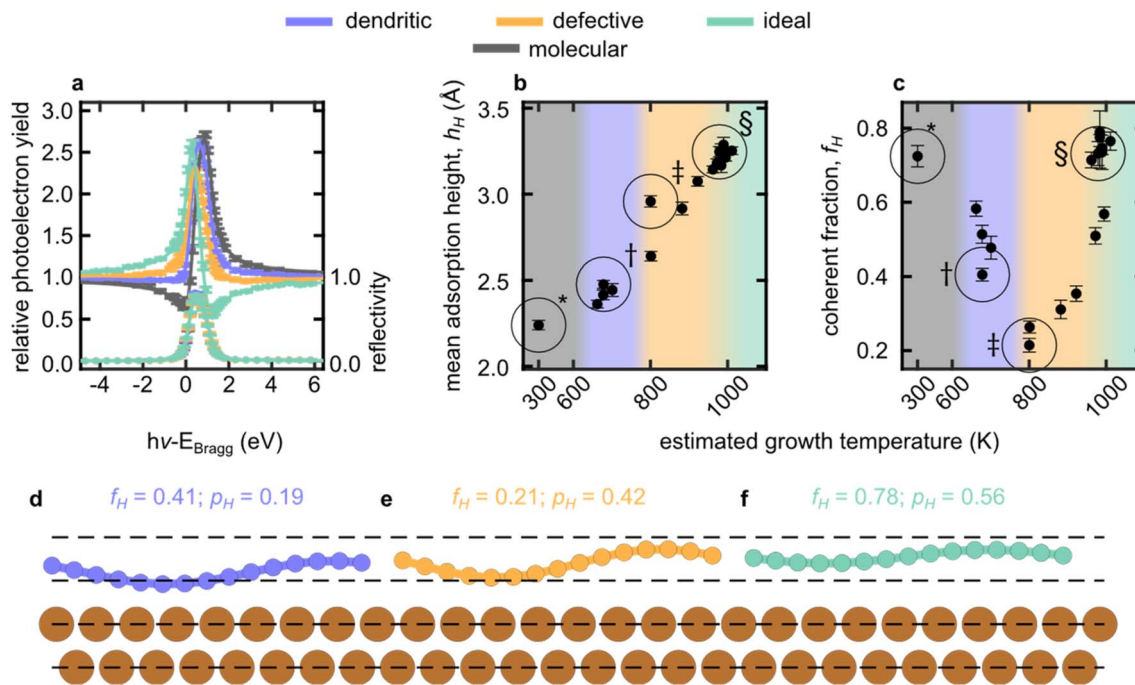 dendritic defective ideal
molecular
a b c
relative photoelectron yield
3.0
2.5
2.0
1.5
1.0
0.5
0.0
1.0
0.0
reflectivity
-4 -2 0 2 4 6
hν-E_Bragg (eV)
mean adsorption height, h_H (Å)
3.5
3.0
2.5
2.0
* † ‡ §
300 600 800 1000
coherent fraction, f_H
0.8
0.6
0.4
0.2
* † ‡ §
300 600 800 1000
estimated growth temperature (K)
d f_H = 0.41; p_H = 0.19
e f_H = 0.21; p_H = 0.42
f f_H = 0.78; p_H = 0.56